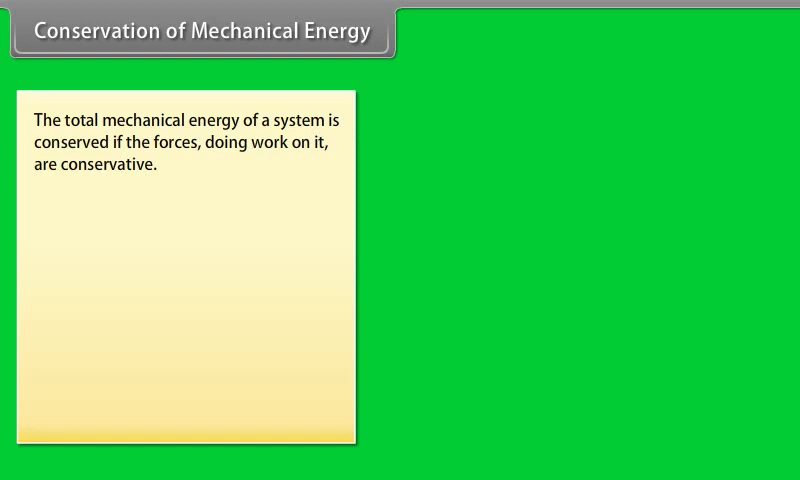 Conservation of Mechanical Energy
The total mechanical energy of a system is
conserved if the forces, doing work on it,
are conservative.